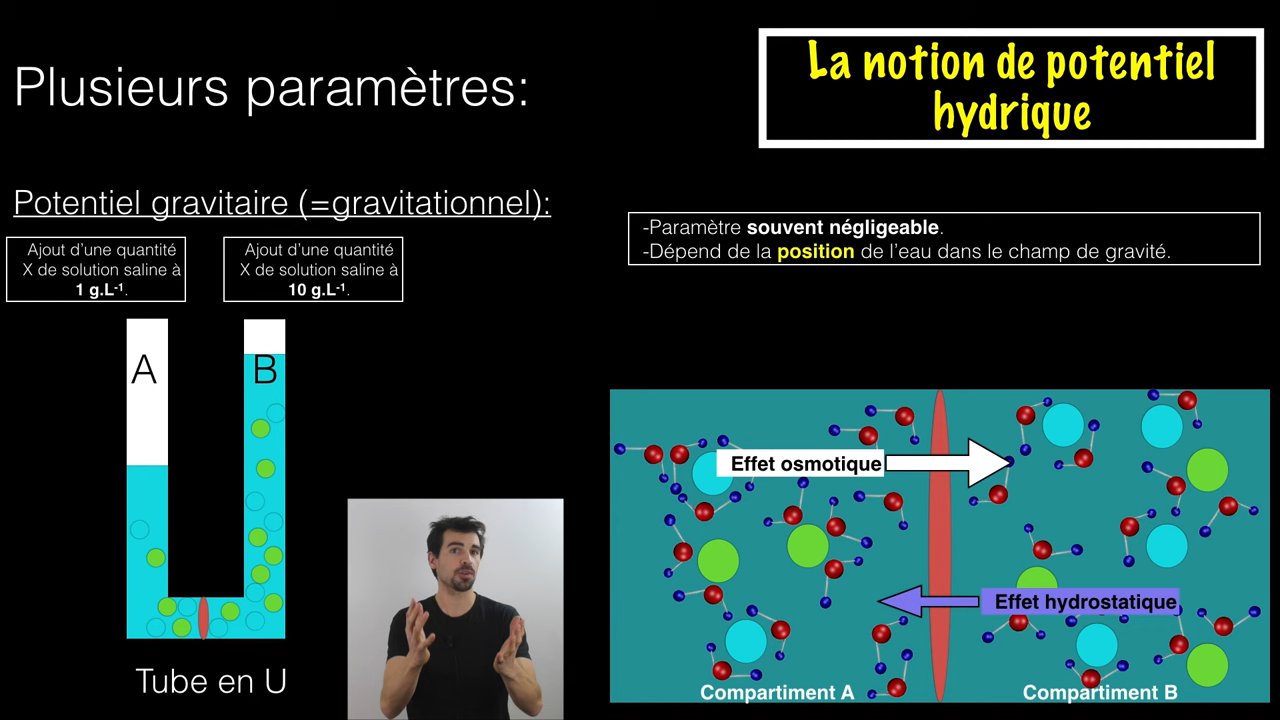 Plusieurs paramètres:
La notion de potentiel
hydrique
Potentiel gravitaire (=gravitationnel):
-Paramètre souvent négligeable.
-Dépend de la position de l'eau dans le champ de gravité.
Ajout d'une quantité
X de solution saline à
1 g.L-1.
Ajout d'une quantité
X de solution saline à
10 g.L-1.
A
B
Tube en U
Effet osmotique
Effet hydrostatique
Compartiment A
Compartiment B